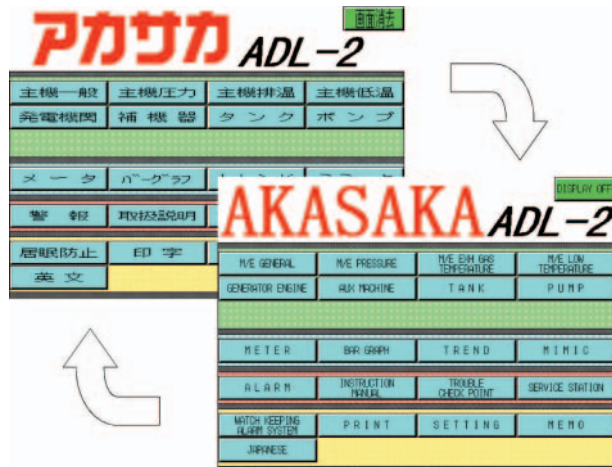 画面消去
アカサカ ADL-2
主機一般 主機圧力 主機排温 主機低温
発電機関 補機器 タンク ポンプ
メータ バーグラフ
警報 取扱説明
居眠防止 印字
英文
DISPLAY OFF
AKASAKA ADL-2
M/E GENERAL M/E PRESSURE M/E EXH GAS TEMPERATURE M/E LOW TEMPERATURE
GENERATOR ENGINE AUX MACHINE TANK PUMP
METER BAR GRAPH TREND MIMIC
ALARM INSTRUCTION MANUAL TROUBLE CHECK POINT SERVICE STATION
WATCH KEEPING ALARM SYSTEM PRINT SETTING MEMO
JAPANESE